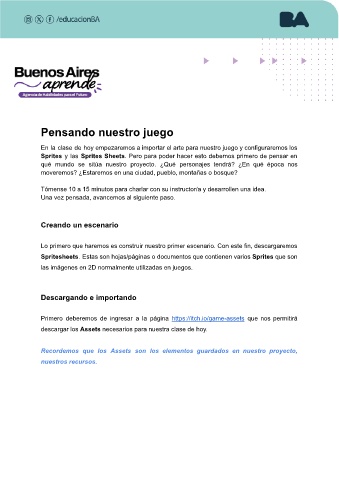 /educacionBA
BA
Buenos Aires
aprende
Agencia de Habilidades para el Futuro
Pensando nuestro juego
En la clase de hoy empezaremos a importar el arte para nuestro juego y configuraremos los
Sprites y las Sprites Sheets. Pero para poder hacer esto debemos primero de pensar en
qué mundo se sitúa nuestro proyecto. ¿Qué personajes tendrá? ¿En qué época nos
moveremos? ¿Estaremos en una ciudad, pueblo, montañas o bosque?
Tómense 10 a 15 minutos para charlar con su instructor/a y desarrollen una idea.
Una vez pensada, avancemos al siguiente paso.
Creando un escenario
Lo primero que haremos es construir nuestro primer escenario. Con este fin, descargaremos
Spritesheets. Estas son hojas/páginas o documentos que contienen varios Sprites que son
las imágenes en 2D normalmente utilizadas en juegos.
Descargando e importando
Primero deberemos de ingresar a la página https://itch.io/game-assets que nos permitirá
descargar los Assets necesarios para nuestra clase de hoy.
Recordemos que los Assets son los elementos guardados en nuestro proyecto,
nuestros recursos.